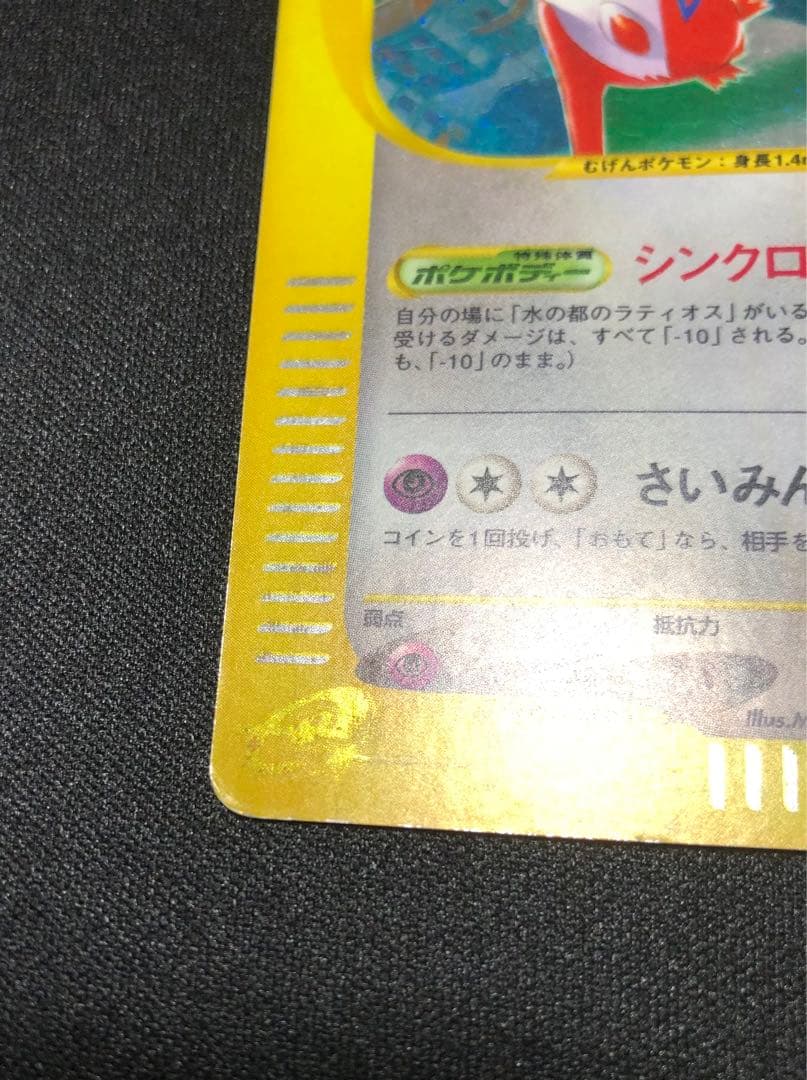 むげんポケモン：身長1.4m
特殊体質
ポケボディー
シンクロ
自分の場に「水の都のラティオス」がいる
受けるダメージは、すべて「-10」される。
も、「-10」のまま。）
さいみん
コインを1回投げ、「おもて」なら、相手を
弱点
抵抗力
Illus.M